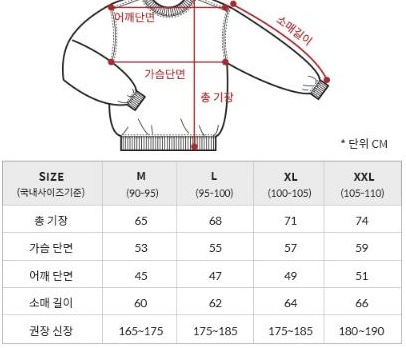 어깨단면
소매길이
가슴단면
총 기장
* 단위 CM
SIZE M L XL XXL
(국내사이즈기준) (90-95) (95-100) (100-105) (105-110)
총 기장 65 68 71 74
가슴 단면 53 55 57 59
어깨 단면 45 47 49 51
소매 길이 60 62 64 66
권장 신장 165~175 175~185 175~185 180~190